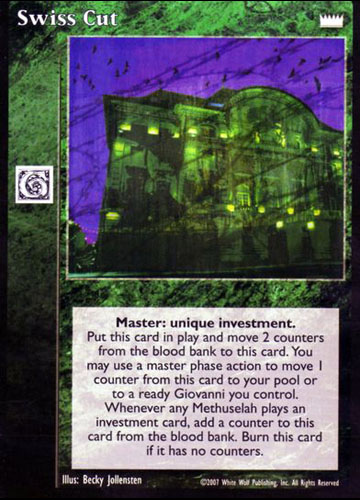 Swiss Cut
Master: unique investment.
Put this card in play and move 2 counters
from the blood bank to this card. You
may use a master phase action to move 1
counter from this card to your pool or
to a ready Giovanni you control.
Whenever any Methuselah plays an
investment card, add a counter to this
card from the blood bank. Burn this card
if it has no counters.
Illus: Becky Jollensten
©2007 White Wolf Publishing, Inc. All Rights Reserved